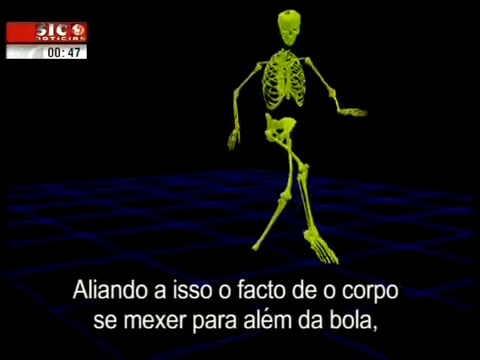 SIC
NOTÍCIAS
00:47
Aliando a isso o facto de o corpo
se mexer para além da bola,